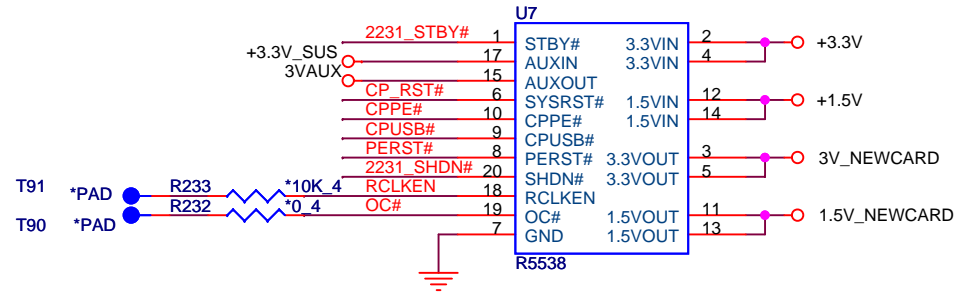 U7
2231_STBY# 1 STBY# 3.3VIN 2 +3.3V
+3.3V_SUS 17 AUXIN 3.3VIN 4
3VAUX 15 AUXOUT
CP_RST# 6 SYSRST# 1.5VIN 12 +1.5V
CPPE# 10 CPPE# 1.5VIN 14
CPUSB# 9 CPUSB#
PERST# 8 PERST# 3.3VOUT 3 3V_NEWCARD
2231_SHDN# 20 SHDN# 3.3VOUT 5
T91 *PAD R233 *10K_4 RCLKEN 18 RCLKEN
T90 *PAD R232 *0_4 OC# 19 OC# 1.5VOUT 11 1.5V_NEWCARD
7 GND 1.5VOUT 13
R5538